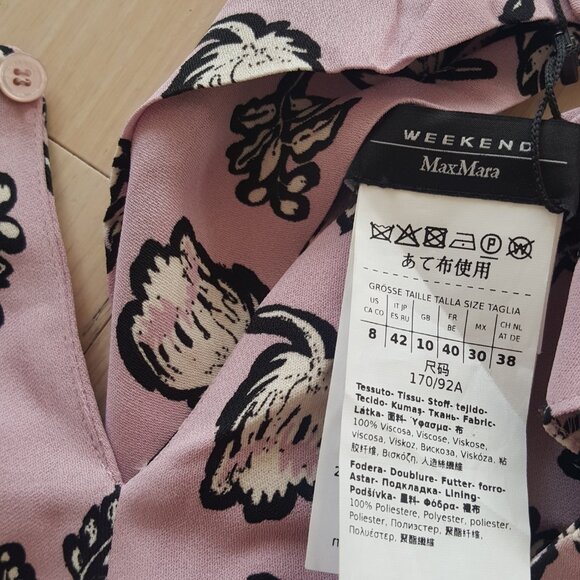 WEEKEND
MaxMara
あて布使用
GRÖSSE TAILLE TALLA SIZE TAGLIA
US CA CO IT JP ES RU GB FR BE MX CH NL AT DE
8 42 10 40 30 38
尺码
170/92A
Tessuto- Tissu- Stoff- tejido-
Tecido- Kumaş- Ткань- Fabric-
Látka- 面料- Ύφασμα- 布
100% Viscosa, Viscose, Viskose,
viscosa, Viskoz, Вискоза, Viskóza, 粘
胶纤维, Βισκόζη, 人造絲纖維
Fodera- Doublure- Futter- forro-
Astar- Подкладка- Lining-
Podšívka- 里料- Φόδρα- 襯布
100% Poliestere, Polyester, poliester,
Poliester, Полиэстер, 聚酯纤维,
Πολυέστερ, 聚酯纖維